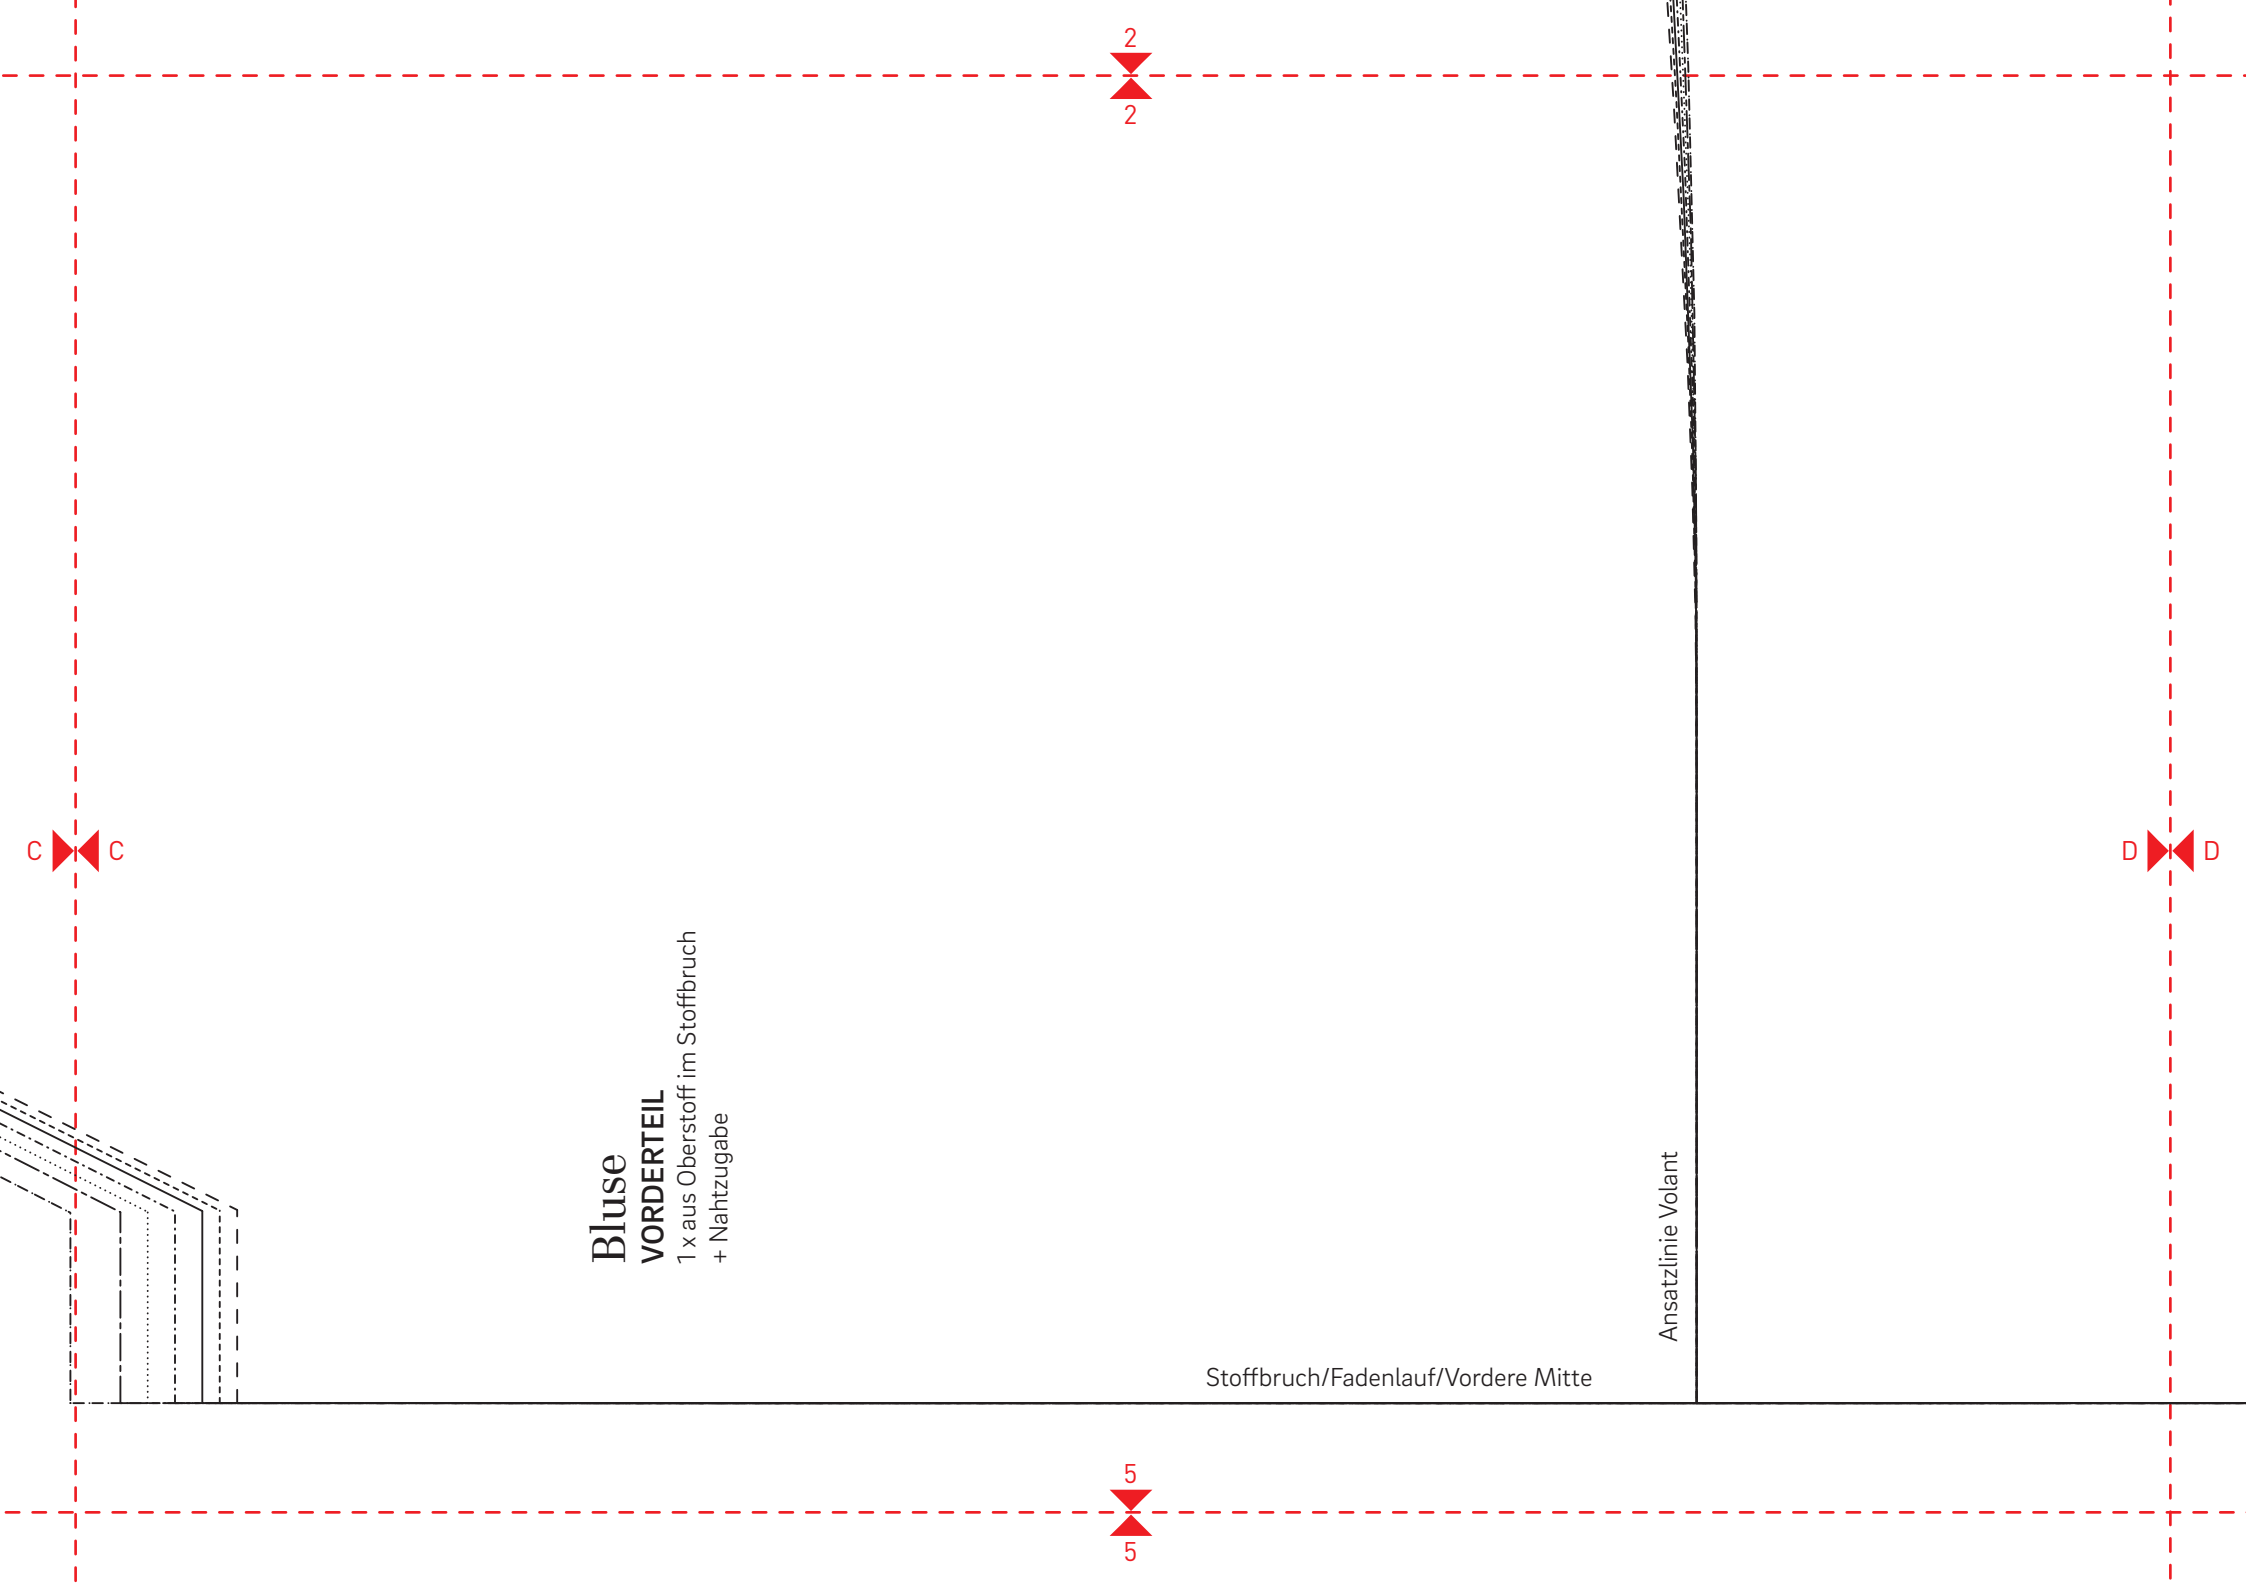 2
2
C C
D D
Bluse
VORDERTEIL
1 x aus Oberstoff im Stoffbruch
+ Nahtzugabe
Ansatzlinie Volant
Stoffbruch/Fadenlauf/Vordere Mitte
5
5